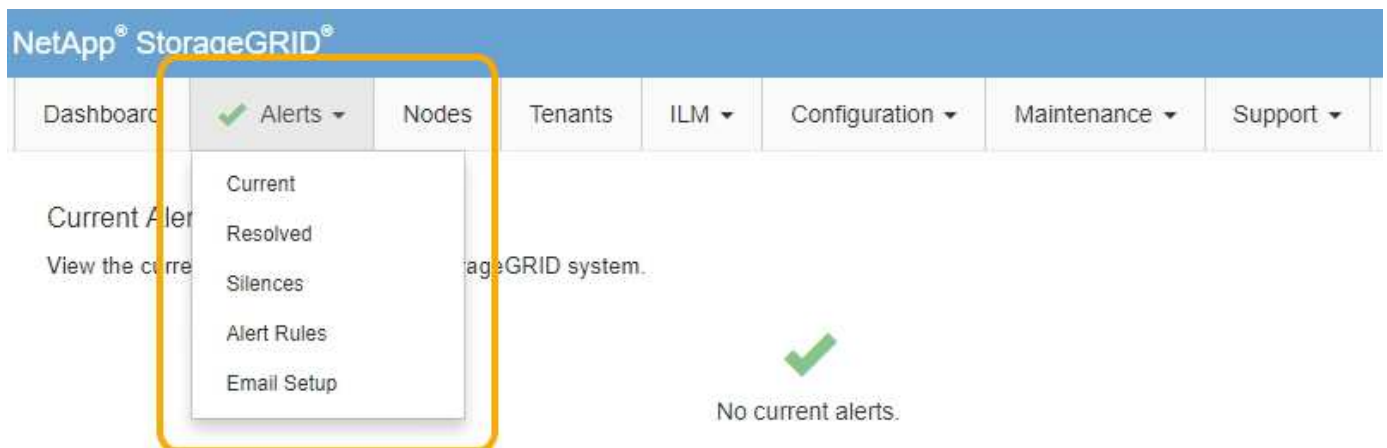 NetApp® StorageGRID®
Dashboard Alerts Nodes Tenants ILM Configuration Maintenance Support
Current
Resolved
Silences
Alert Rules
Email Setup
Current Aler
View the curre ageGRID system.
No current alerts.